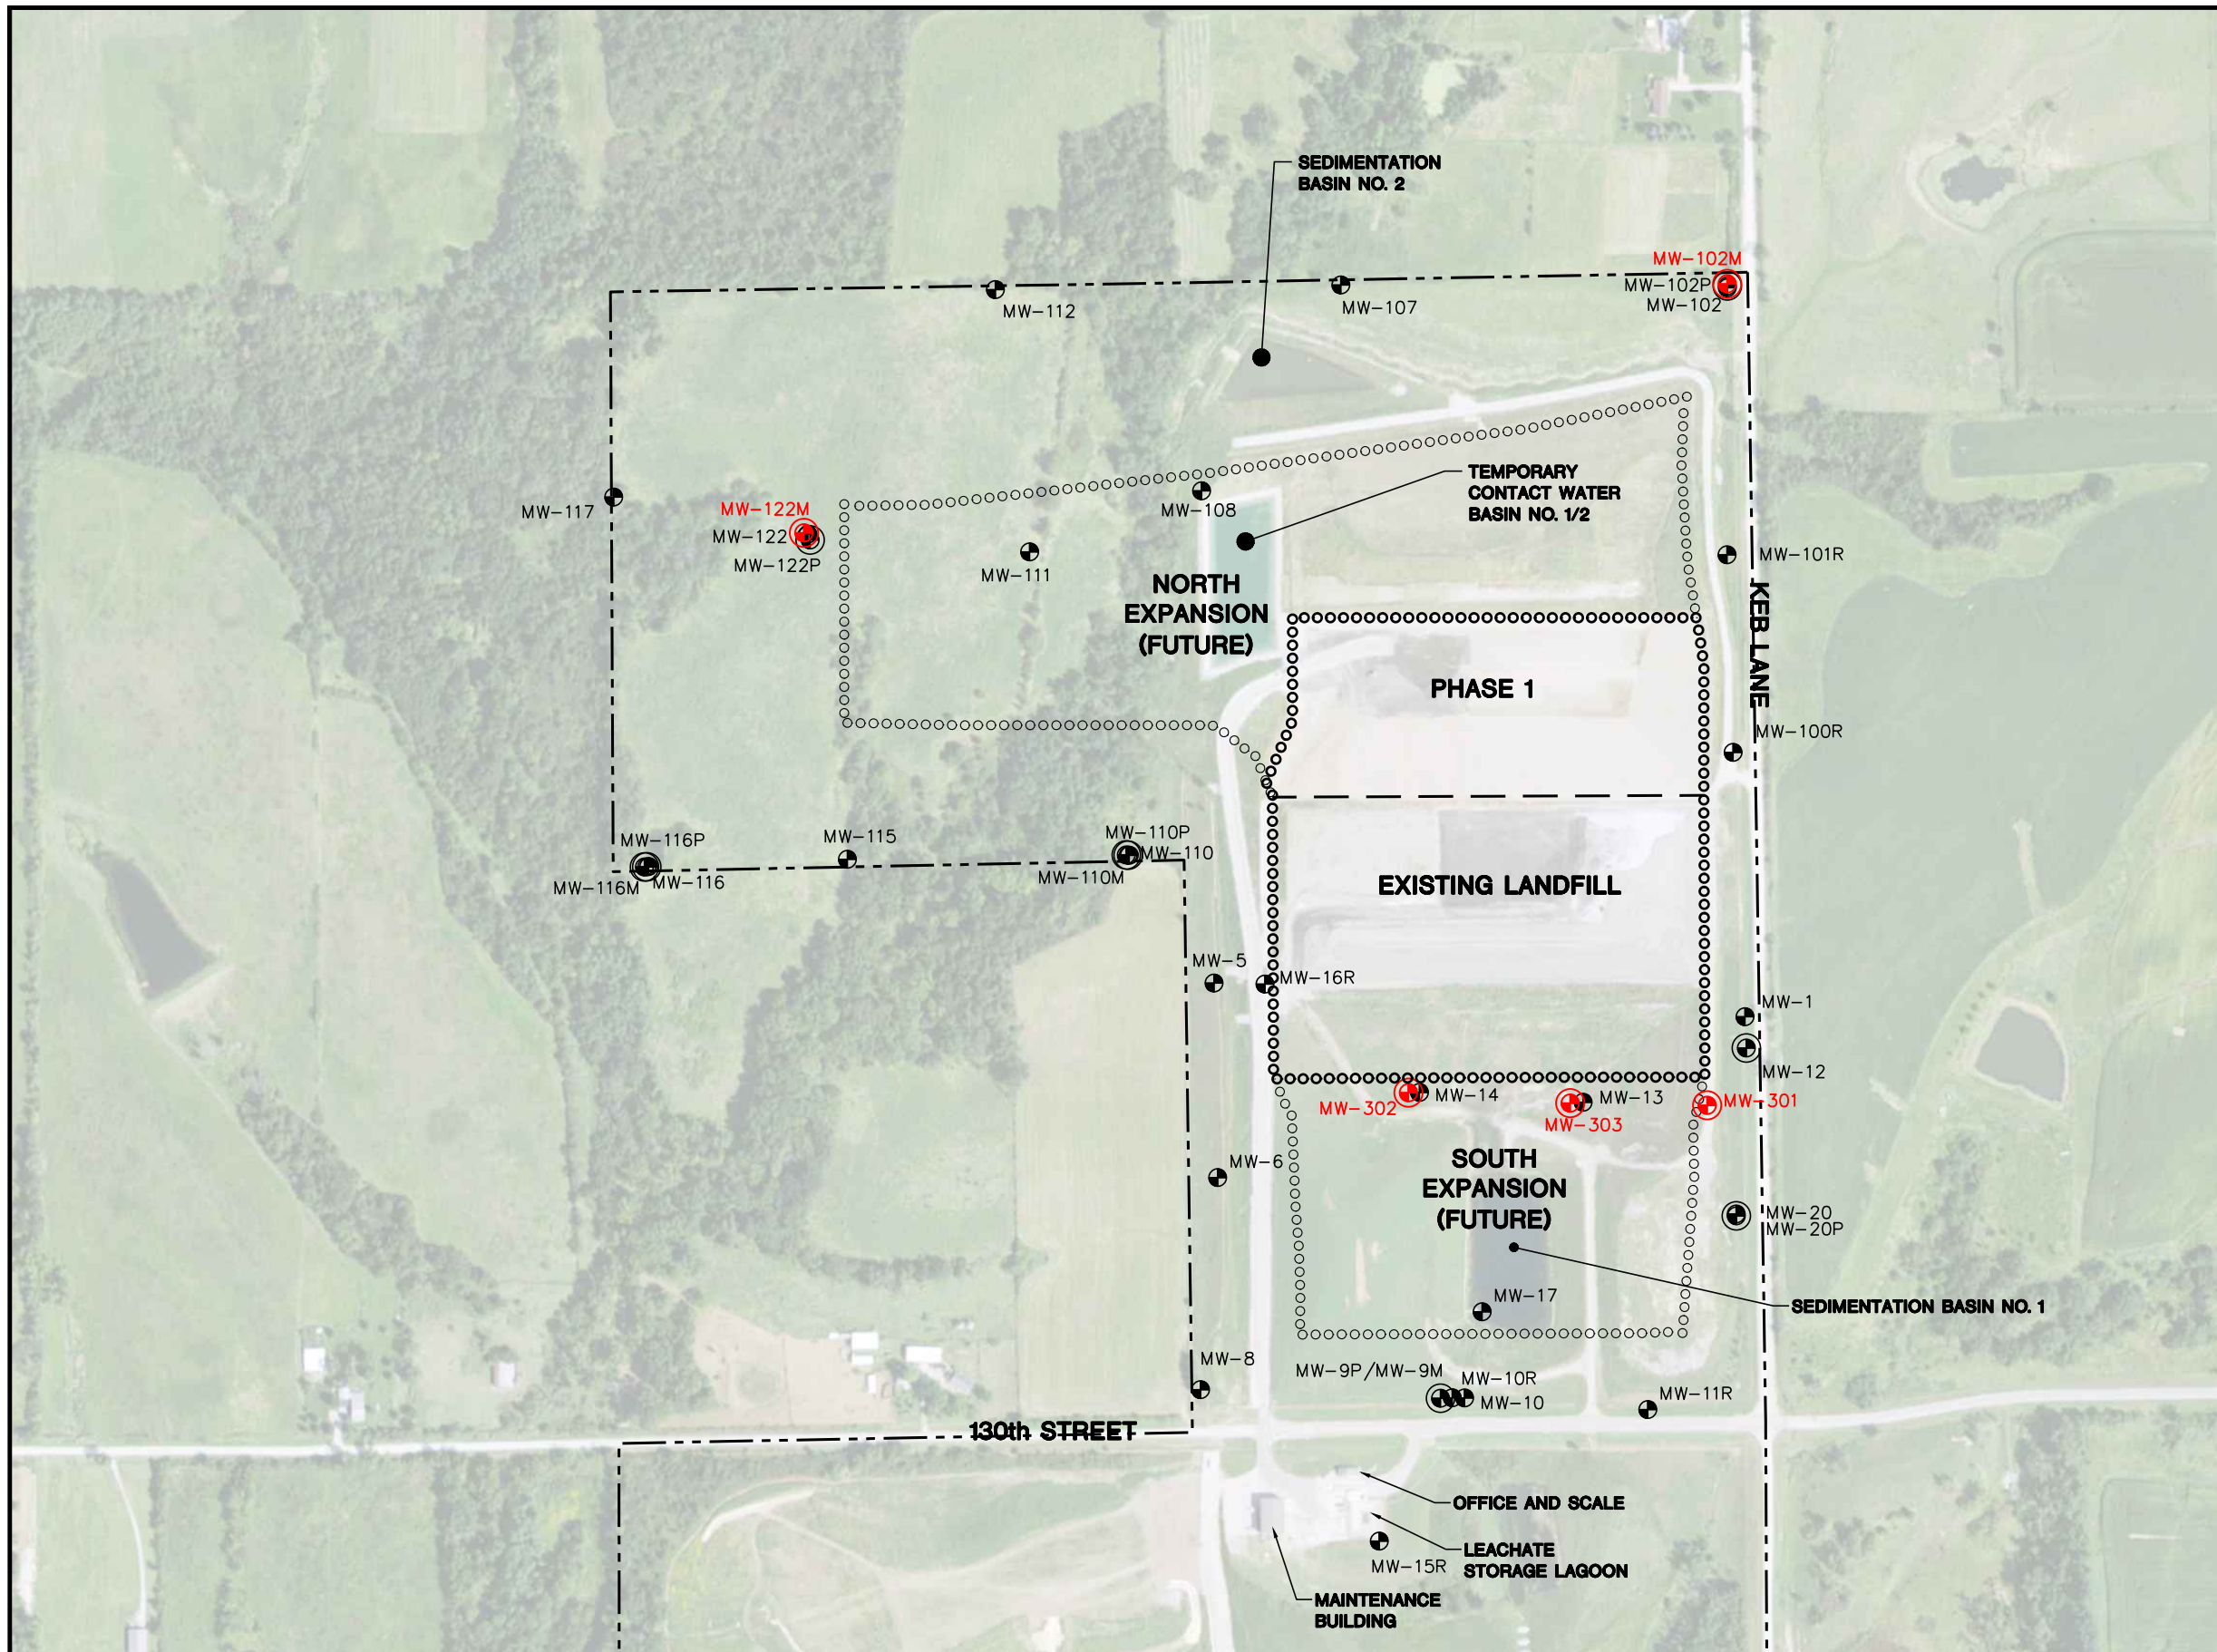 SEDIMENTATION
BASIN NO. 2
MW-102M
MW-102P
MW-102
MW-112
MW-107
TEMPORARY
CONTACT WATER
BASIN NO. 1/2
MW-117
MW-122M
MW-122
MW-122P
MW-108
MW-111
MW-101R
NORTH
EXPANSION
(FUTURE)
KEB LANE
PHASE 1
MW-100R
MW-116P
MW-116M
MW-116
MW-115
MW-110P
MW-110
MW-110M
EXISTING LANDFILL
MW-5
MW-16R
MW-1
MW-12
MW-302
MW-14
MW-303
MW-13
MW-301
MW-6
SOUTH
EXPANSION
(FUTURE)
MW-20
MW-20P
MW-17
SEDIMENTATION BASIN NO. 1
MW-8
MW-9P/MW-9M
MW-10R
MW-10
MW-11R
130th STREET
OFFICE AND SCALE
LEACHATE
STORAGE LAGOON
MW-15R
MAINTENANCE
BUILDING